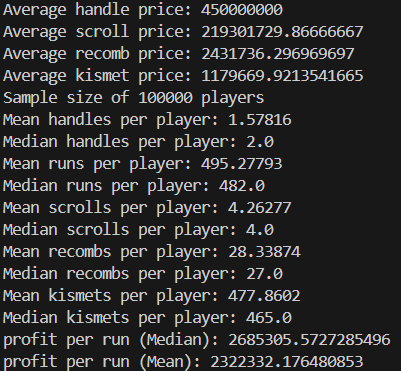 Average handle price: 450000000
Average scroll price: 219301729.86666667
Average recomb price: 2431736.296969697
Average kismet price: 1179669.9213541665
Sample size of 100000 players
Mean handles per player: 1.57816
Median handles per player: 2.0
Mean runs per player: 495.27793
Median runs per player: 482.0
Mean scrolls per player: 4.26277
Median scrolls per player: 4.0
Mean recombs per player: 28.33874
Median recombs per player: 27.0
Mean kismets per player: 477.8602
Median kismets per player: 465.0
profit per run (Median): 2685305.5727285496
profit per run (Mean): 2322332.176480853